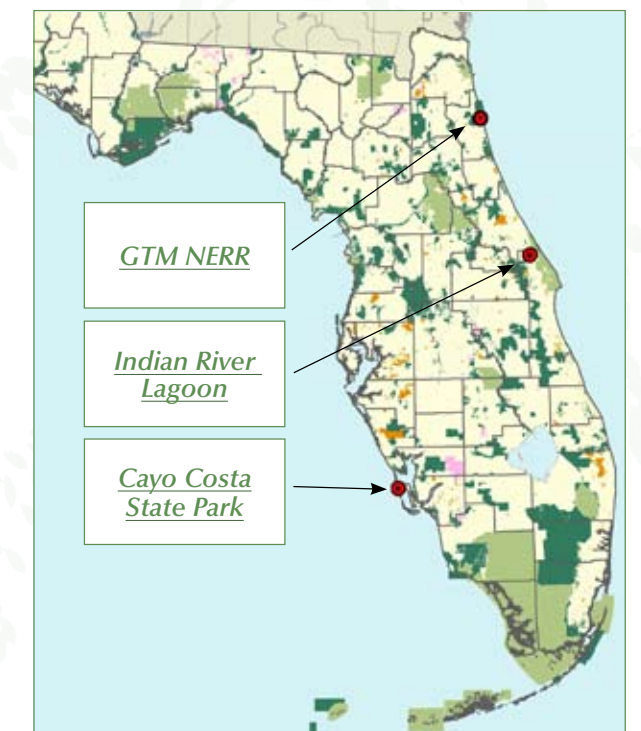 GTM NERR
Indian River
Lagoon
Cayo Costa
State Park